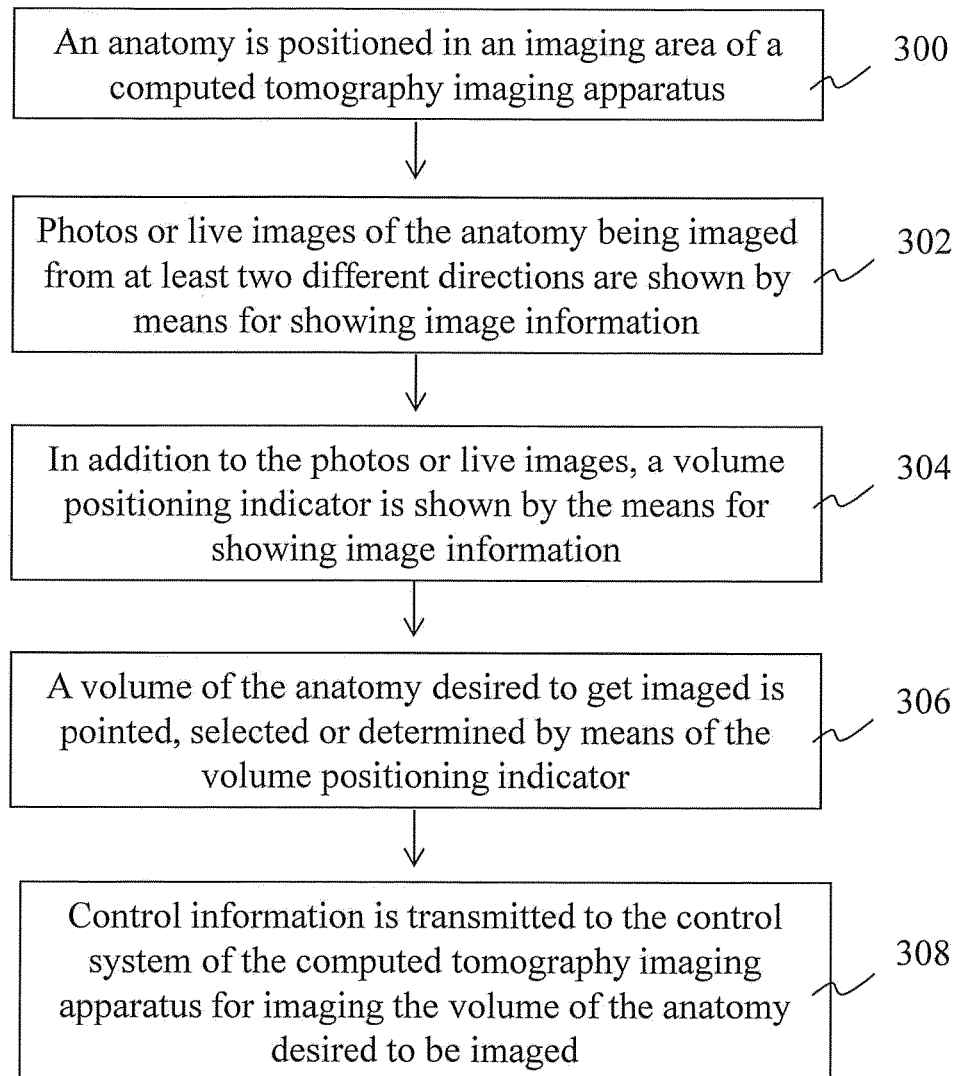 An anatomy is positioned in an imaging area of a
computed tomography imaging apparatus
300
Photos or live images of the anatomy being imaged
from at least two different directions are shown by
means for showing image information
302
In addition to the photos or live images, a volume
positioning indicator is shown by the means for
showing image information
304
A volume of the anatomy desired to get imaged is
pointed, selected or determined by means of the
volume positioning indicator
306
Control information is transmitted to the control
system of the computed tomography imaging
apparatus for imaging the volume of the anatomy
desired to be imaged
308